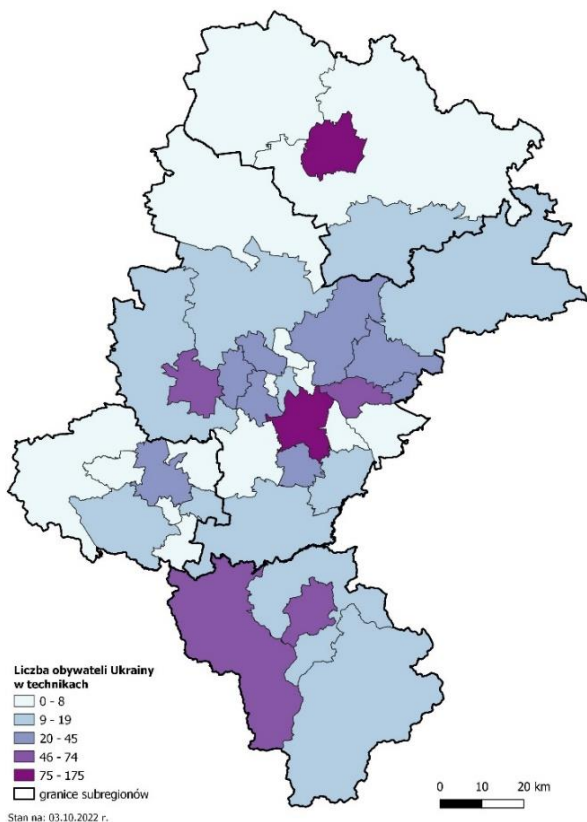 Liczba obywateli Ukrainy
w technikach
0 - 8
9 - 19
20 - 45
46 - 74
75 - 175
granice subregionów
Stan na: 03.10.2022 r.
0 10 20 km